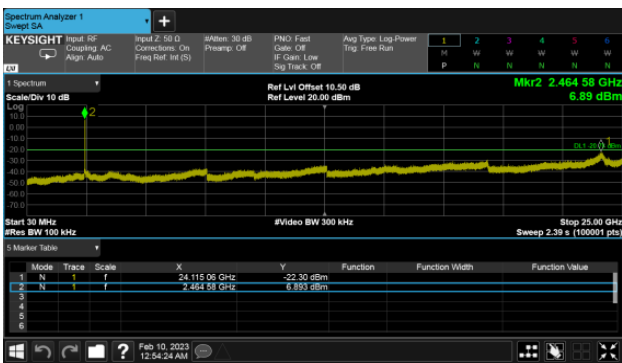 Spectrum Analyzer 1
Swept SA
KEYSIGHT Input: RF Input Z: 50 Ω #Atten: 30 dB PNO: Fast Avg Type: Log-Power 1 2 3 4 5 6
Coupling: AC Corrections: On Preamp: Off Gate: Off Trig: Free Run M W W W W W
Align: Auto Freq Ref: Int (S) IF Gain: Low P N N N N N
LXI Sig Track: Off
1 Spectrum Ref Lvl Offset 10.50 dB Mkr2 2.464 58 GHz
Scale/Div 10 dB Ref Level 20.00 dBm 6.89 dBm
Log
10.0 2
0.00
-10.0
-20.0 1
-30.0
-40.0
-50.0
-60.0
-70.0
Start 30 MHz #Video BW 300 kHz Stop 25.00 GHz
#Res BW 100 kHz Sweep 2.39 s (100001 pts)
5 Marker Table
Mode Trace Scale X Y Function Function Width Function Value
1 N 1 f 24.115 06 GHz -22.30 dBm
2 N 1 f 2.464 58 GHz 6.893 dBm
3
4
5
6
? Feb 10, 2023
12:54:24 AM